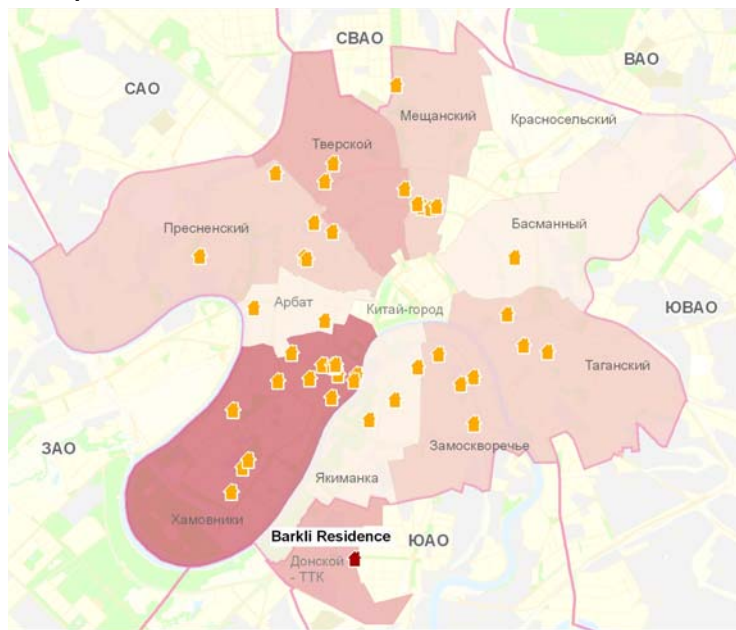 СВАО
ВАО
САО
Мещанский
Красносельский
Тверской
Пресненский
Басманный
Арбат
Китай-город
ЮВАО
Таганский
ЗАО
Замоскворечье
Якиманка
Хамовники
Barkli Residence
ЮАО
Донской
- ТТК